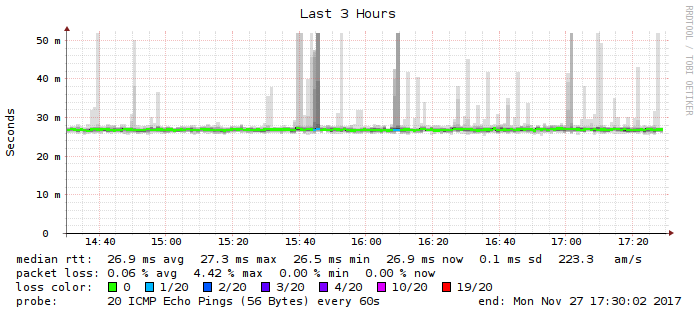 Last 3 Hours
RRDTOOL / TOBI OETIKER
Seconds
50 m
40 m
30 m
20 m
10 m
0
14:40 15:00 15:20 15:40 16:00 16:20 16:40 17:00 17:20
median rtt: 26.9 ms avg 27.3 ms max 26.5 ms min 26.9 ms now 0.1 ms sd 223.3 am/s
packet loss: 0.06 % avg 4.42 % max 0.00 % min 0.00 % now
loss color: 0 1/20 2/20 3/20 4/20 10/20 19/20
probe: 20 ICMP Echo Pings (56 Bytes) every 60s end: Mon Nov 27 17:30:02 2017